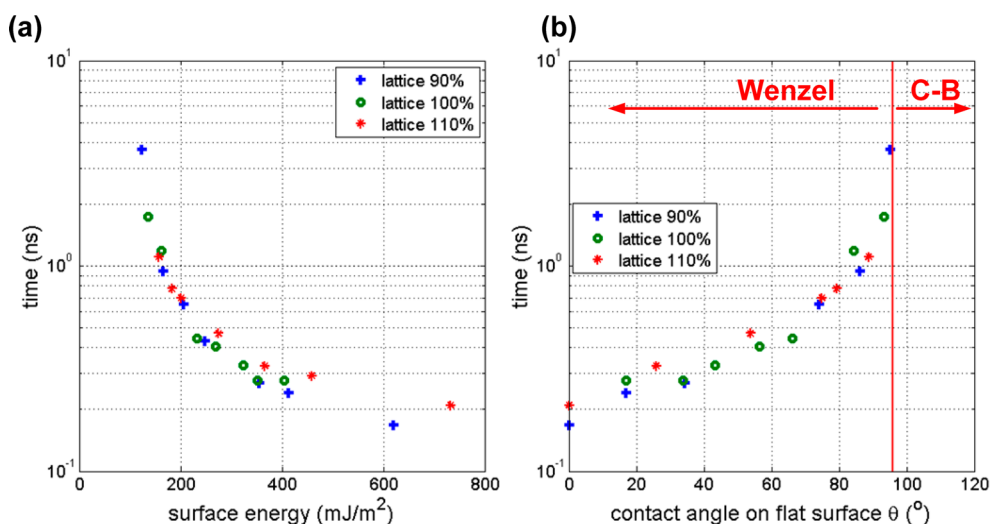 (a)
lattice 90%
lattice 100%
lattice 110%
10^1
10^0
10^-1
time (ns)
0 200 400 600 800
surface energy (mJ/m^2)
(b)
Wenzel C-B
lattice 90%
lattice 100%
lattice 110%
10^1
10^0
10^-1
time (ns)
0 20 40 60 80 100 120
contact angle on flat surface θ (^o)